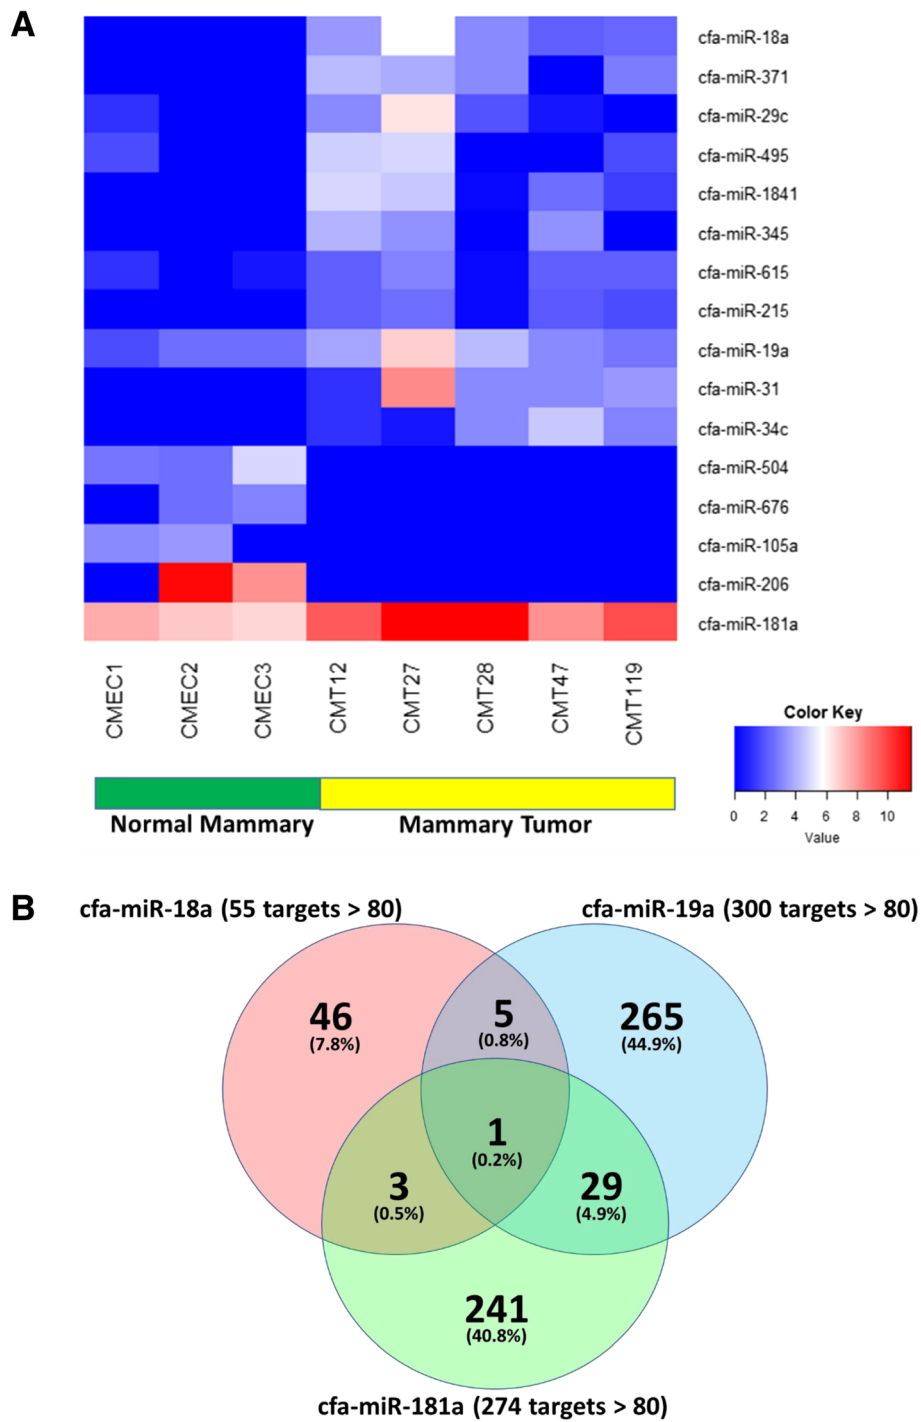 A
cfa-miR-18a
cfa-miR-371
cfa-miR-29c
cfa-miR-495
cfa-miR-1841
cfa-miR-345
cfa-miR-615
cfa-miR-215
cfa-miR-19a
cfa-miR-31
cfa-miR-34c
cfa-miR-504
cfa-miR-676
cfa-miR-105a
cfa-miR-206
cfa-miR-181a
CMEC1
CMEC2
CMEC3
CMT12
CMT27
CMT28
CMT47
CMT119
Color Key
0 2 4 6 8 10
Value
Normal Mammary
Mammary Tumor
B
cfa-miR-18a (55 targets > 80)
cfa-miR-19a (300 targets > 80)
46
(7.8%)
5
(0.8%)
265
(44.9%)
1
(0.2%)
3
(0.5%)
29
(4.9%)
241
(40.8%)
cfa-miR-181a (274 targets > 80)